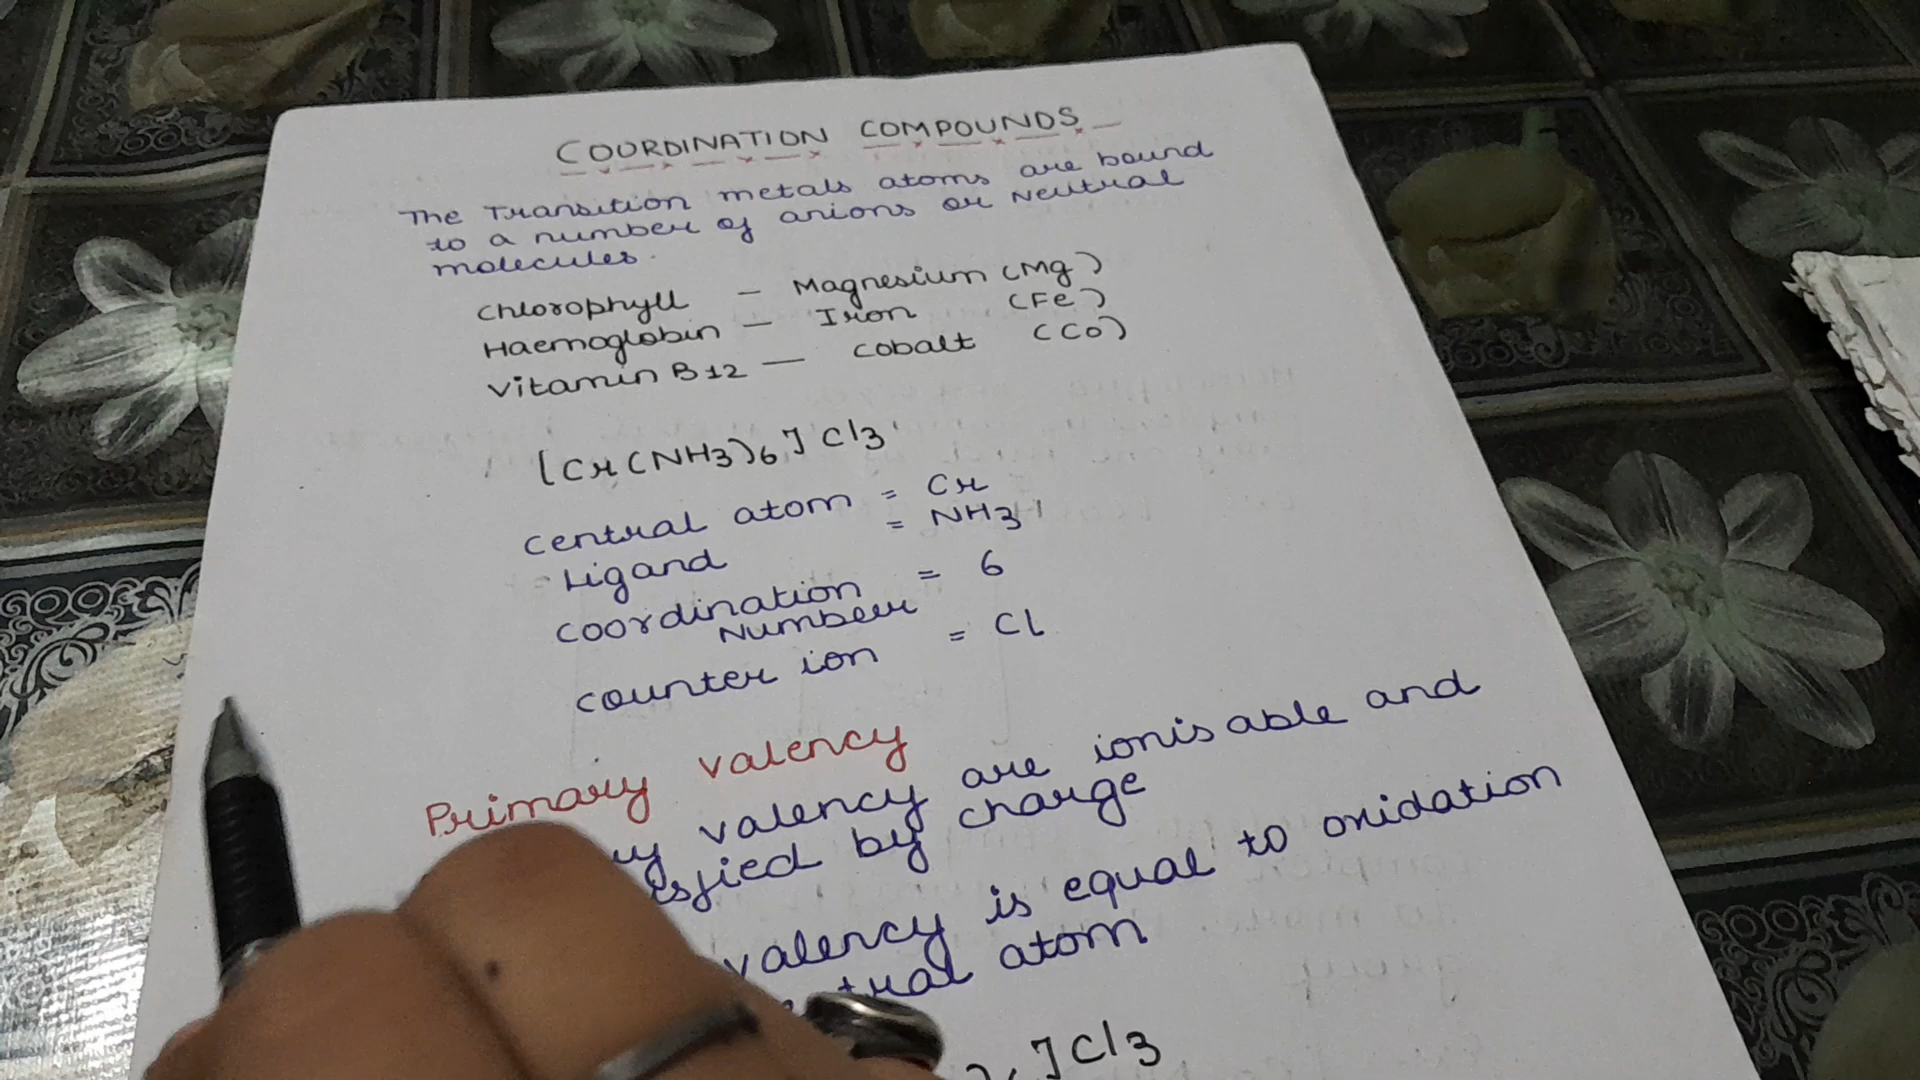 COORDINATION COMPOUNDS
The Transition metals atoms are bound
to a number of anions or Neutral
molecules.
Chlorophyll - Magnesium (Mg)
Haemoglobin - Iron (Fe)
Vitamin B12 - Cobalt (Co)
[Cr(NH3)6]Cl3
central atom = Cr
Ligand = NH3
coordination = 6
Number
counter ion = Cl
Primary valency
valency are ionisable and
by charge
valency is equal to oxidation
atom
]Cl3